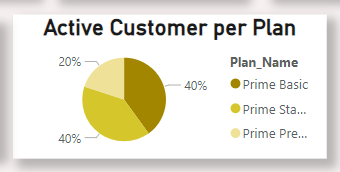 Active Customer per Plan
20%
40%
40%
Plan_Name
Prime Basic
Prime Sta...
Prime Pre...